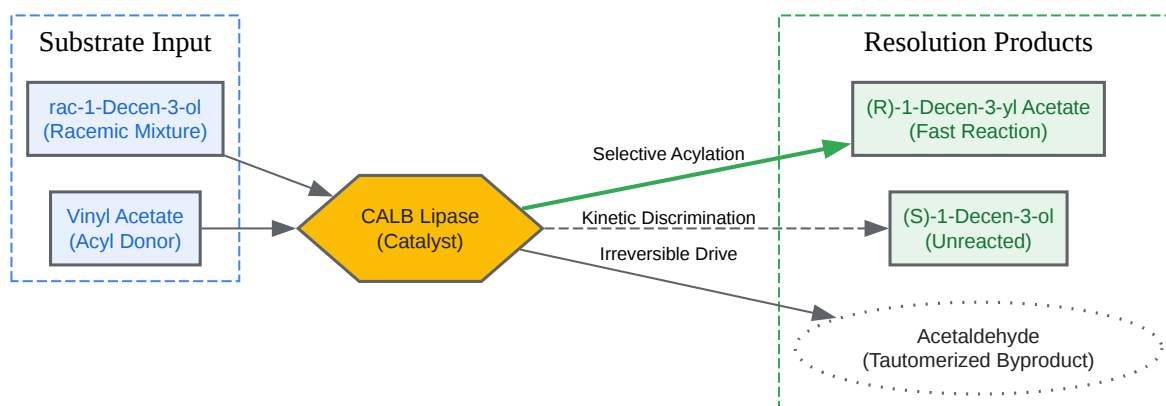 Substrate Input
rac-1-Decen-3-ol
(Racemic Mixture)
Vinyl Acetate
(Acyl Donor)
CALB Lipase
(Catalyst)
Selective Acylation
Kinetic Discrimination
Irreversible Drive
Resolution Products
(R)-1-Decen-3-yl Acetate
(Fast Reaction)
(S)-1-Decen-3-ol
(Unreacted)
Acetaldehyde
(Tautomerized Byproduct)